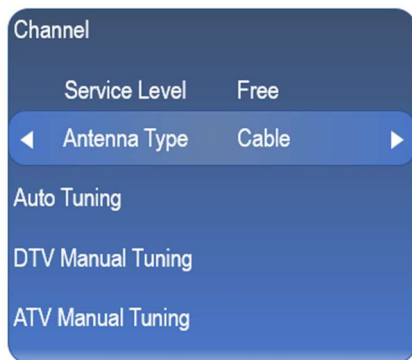 Channel
Service Level Free
Antenna Type Cable
Auto Tuning
DTV Manual Tuning
ATV Manual Tuning